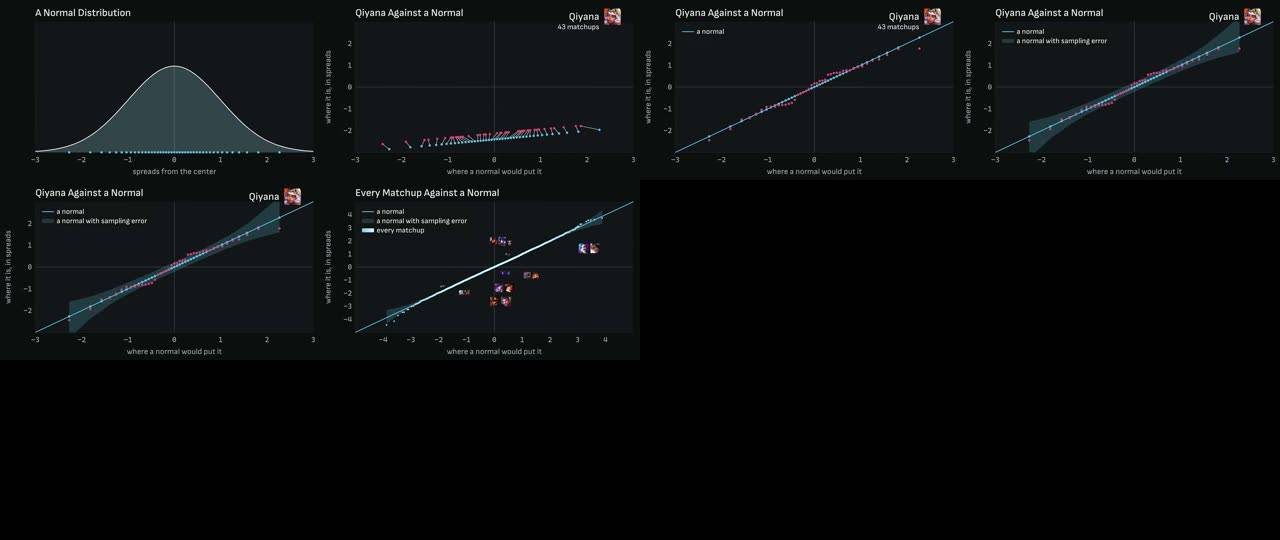 A Normal Distribution
−3 −2 −1 0 1 2 3
spreads from the center
Qiyana Against a Normal
Qiyana
43 matchups
where it is, in spreads
2
1
0
−1
−2
−3 −2 −1 0 1 2 3
where a normal would put it
Qiyana Against a Normal
Qiyana
43 matchups
a normal
where it is, in spreads
2
1
0
−1
−2
−3 −2 −1 0 1 2 3
where a normal would put it
Qiyana Against a Normal
Qiyana
a normal
a normal with sampling error
where it is, in spreads
2
1
0
−1
−2
−3 −2 −1 0 1 2 3
where a normal would put it
Qiyana Against a Normal
Qiyana
a normal
a normal with sampling error
where it is, in spreads
2
1
0
−1
−2
−3 −2 −1 0 1 2 3
where a normal would put it
Every Matchup Against a Normal
a normal
a normal with sampling error
every matchup
where it is, in spreads
4
3
2
1
0
−1
−2
−3
−4
−4 −3 −2 −1 0 1 2 3 4
where a normal would put it